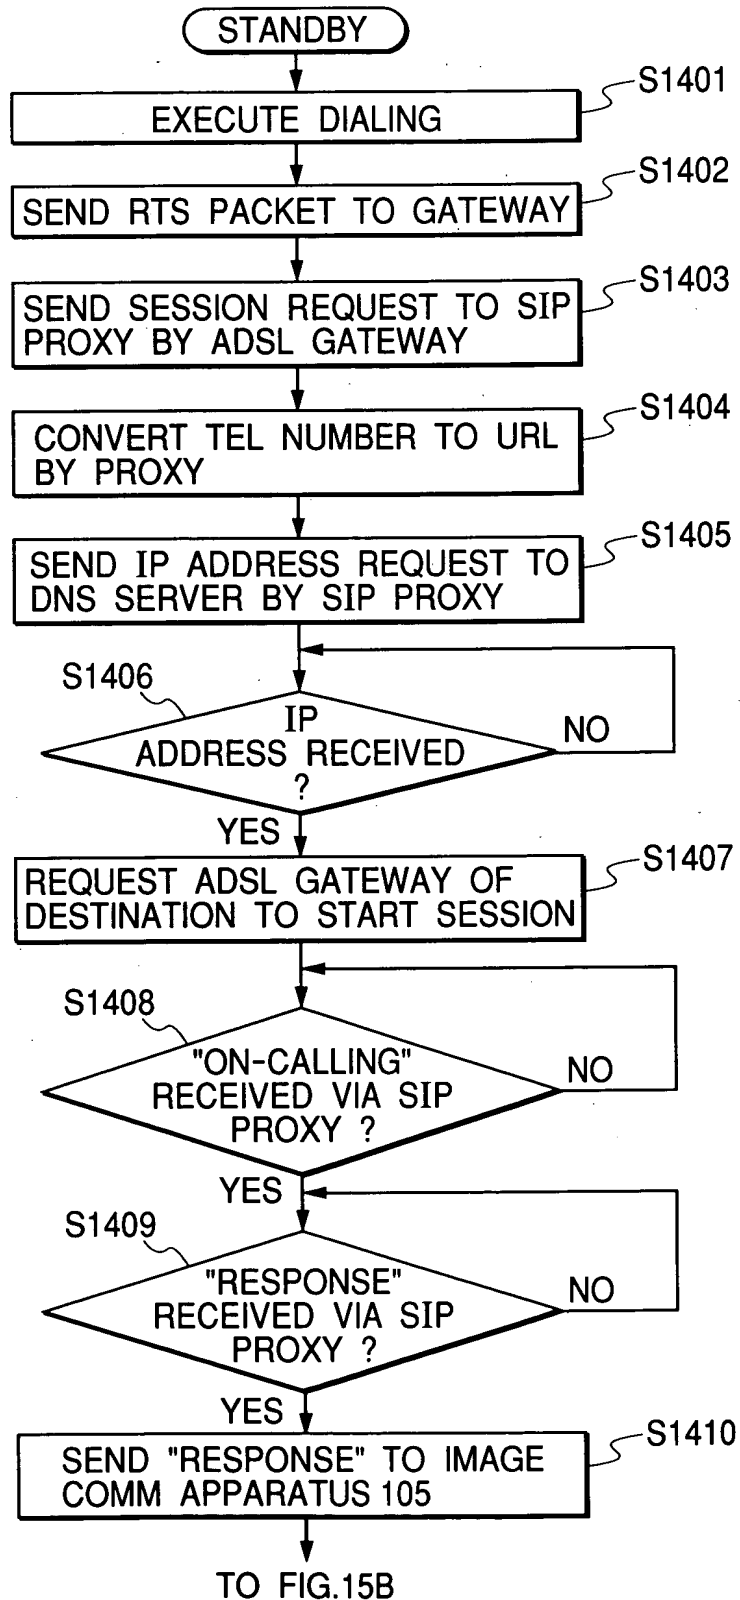 STANDBY
S1401
EXECUTE DIALING
S1402
SEND RTS PACKET TO GATEWAY
S1403
SEND SESSION REQUEST TO SIP
PROXY BY ADSL GATEWAY
S1404
CONVERT TEL NUMBER TO URL
BY PROXY
S1405
SEND IP ADDRESS REQUEST TO
DNS SERVER BY SIP PROXY
S1406
IP
ADDRESS RECEIVED
?
NO
YES
S1407
REQUEST ADSL GATEWAY OF
DESTINATION TO START SESSION
S1408
"ON-CALLING"
RECEIVED VIA SIP
PROXY ?
NO
YES
S1409
"RESPONSE"
RECEIVED VIA SIP
PROXY ?
NO
YES
S1410
SEND "RESPONSE" TO IMAGE
COMM APPARATUS 105
TO FIG.15B